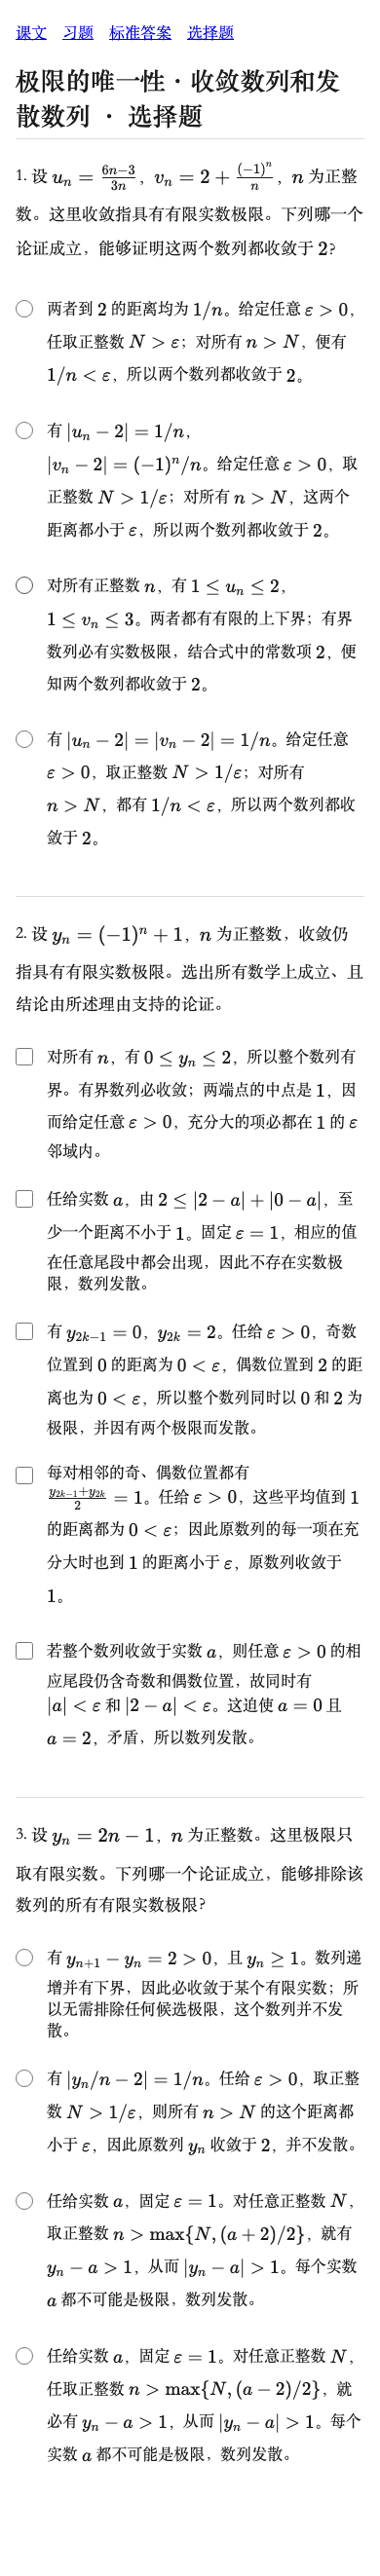 课文 习题 标准答案 选择题
极限的唯一性 · 收敛数列和发
散数列 · 选择题
1. 设 uₙ = (6n−3)/(3n)，vₙ = 2 + (−1)ⁿ/n，n 为正整
数。这里收敛指具有有限实数极限。下列哪一个
论证成立，能够证明这两个数列都收敛于 2?
两者到 2 的距离均为 1/n。给定任意 ε > 0，
任取正整数 N > ε；对所有 n > N，便有
1/n < ε，所以两个数列都收敛于 2。
有 |uₙ − 2| = 1/n，
|vₙ − 2| = (−1)ⁿ/n。给定任意 ε > 0，取
正整数 N > 1/ε；对所有 n > N，这两个
距离都小于 ε，所以两个数列都收敛于 2。
对所有正整数 n，有 1 ≤ uₙ ≤ 2，
1 ≤ vₙ ≤ 3。两者都有有限的上下界；有界
数列必有实数极限，结合式中的常数项 2，便
知两个数列都收敛于 2。
有 |uₙ − 2| = |vₙ − 2| = 1/n。给定任意
ε > 0，取正整数 N > 1/ε；对所有
n > N，都有 1/n < ε，所以两个数列都收
敛于 2。
2. 设 yₙ = (−1)ⁿ + 1，n 为正整数，收敛仍
指具有有限实数极限。选出所有数学上成立、且
结论由所述理由支持的论证。
对所有 n，有 0 ≤ yₙ ≤ 2，所以整个数列有
界。有界数列必收敛；两端点的中点是 1，因
而给定任意 ε > 0，充分大的项必都在 1 的 ε
邻域内。
任给实数 a，由 2 ≤ |2 − a| + |0 − a|，至
少一个距离不小于 1。固定 ε = 1，相应的值
在任意尾段中都会出现，因此不存在实数极
限，数列发散。
有 y₂ₖ₋₁ = 0，y₂ₖ = 2。任给 ε > 0，奇数
位置到 0 的距离为 0 < ε，偶数位置到 2 的距
离也为 0 < ε，所以整个数列同时以 0 和 2 为
极限，并因有两个极限而发散。
每对相邻的奇、偶数位置都有
(y₂ₖ₋₁+y₂ₖ)/2 = 1。任给 ε > 0，这些平均值到 1
的距离都为 0 < ε；因此原数列的每一项在充
分大时也到 1 的距离小于 ε，原数列收敛于
1。
若整个数列收敛于实数 a，则任意 ε > 0 的相
应尾段仍含奇数和偶数位置，故同时有
|a| < ε 和 |2 − a| < ε。这迫使 a = 0 且
a = 2，矛盾，所以数列发散。
3. 设 yₙ = 2n − 1，n 为正整数。这里极限只
取有限实数。下列哪一个论证成立，能够排除该
数列的所有有限实数极限?
有 yₙ₊₁ − yₙ = 2 > 0，且 yₙ ≥ 1。数列递
增并有下界，因此必收敛于某个有限实数；所
以无需排除任何候选极限，这个数列并不发
散。
有 |yₙ/n − 2| = 1/n。任给 ε > 0，取正整
数 N > 1/ε，则所有 n > N 的这个距离都
小于 ε，因此原数列 yₙ 收敛于 2，并不发散。
任给实数 a，固定 ε = 1。对任意正整数 N，
取正整数 n > max{N, (a + 2)/2}，就有
yₙ − a > 1，从而 |yₙ − a| > 1。每个实数
a 都不可能是极限，数列发散。
任给实数 a，固定 ε = 1。对任意正整数 N，
任取正整数 n > max{N, (a − 2)/2}，就
必有 yₙ − a > 1，从而 |yₙ − a| > 1。每个
实数 a 都不可能是极限，数列发散。